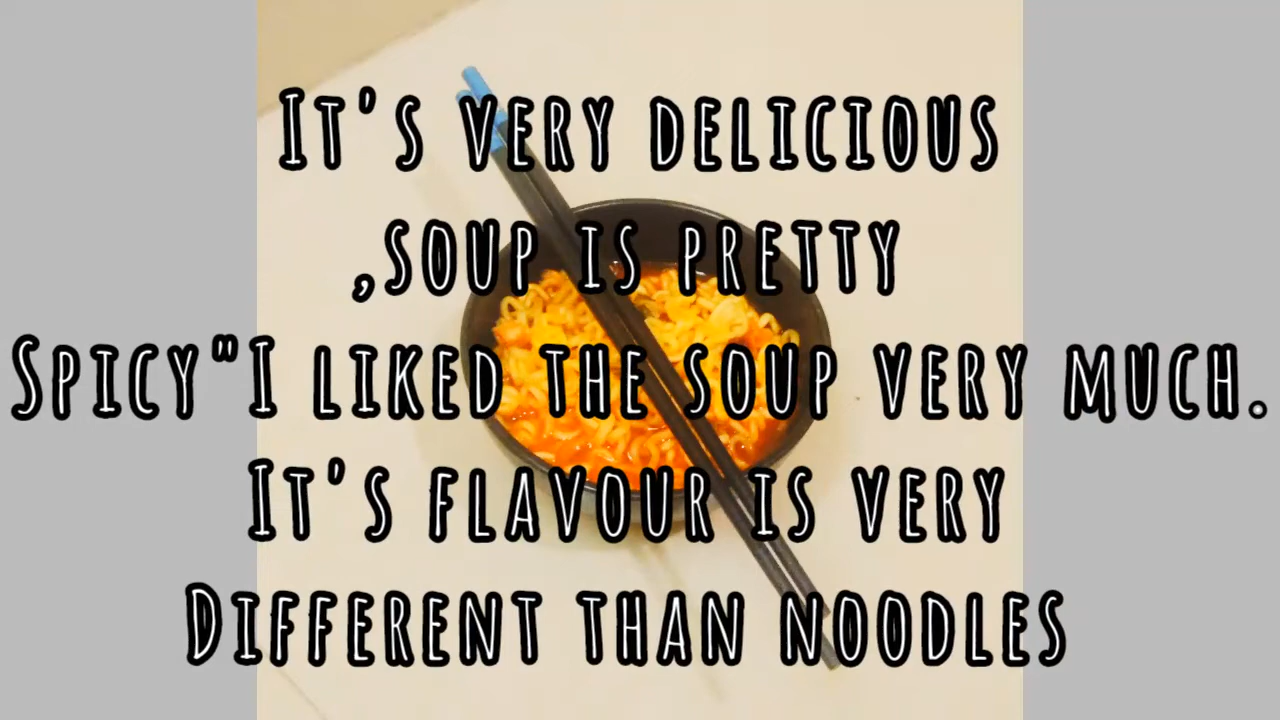 It's very delicious
,soup is pretty
Spicy"I liked the soup very much.
It's flavour is very
Different than noodles